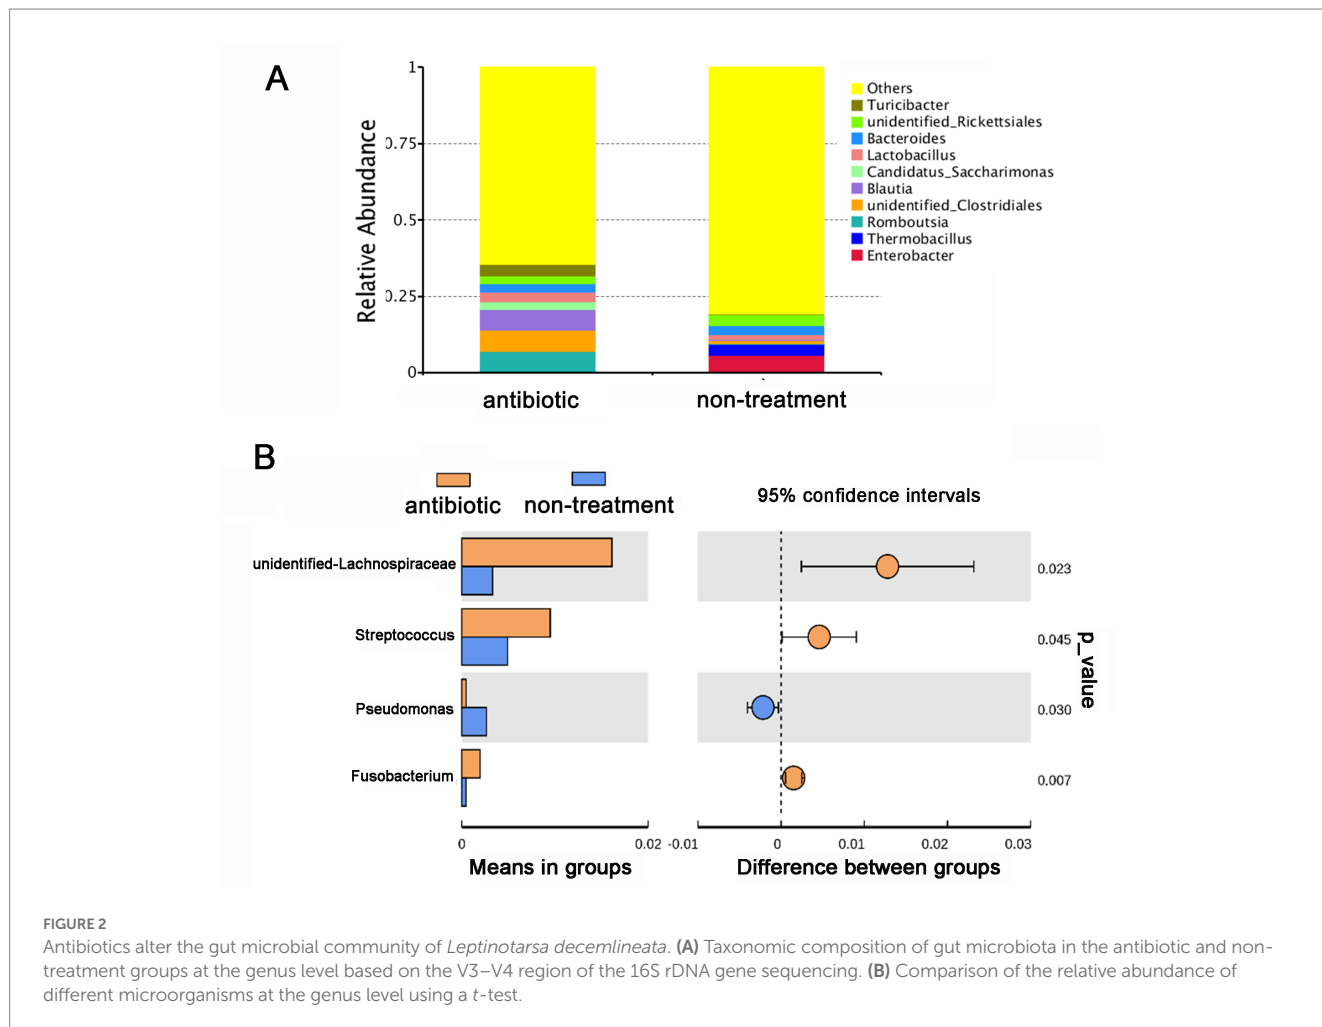 A
Relative Abundance
1
0.75
0.5
0.25
0
antibiotic
non-treatment
Others
Turicibacter
unidentified_Rickettsiales
Bacteroides
Lactobacillus
Candidatus_Saccharimonas
Blautia
unidentified_Clostridiales
Romboutsia
Thermobacillus
Enterobacter
B
antibiotic
non-treatment
95% confidence intervals
unidentified-Lachnospiraceae
0.023
Streptococcus
0.045
Pseudomonas
0.030
Fusobacterium
0.007
p_value
0
0.02
-0.01
0
0.01
0.02
0.03
Means in groups
Difference between groups
FIGURE 2
Antibiotics alter the gut microbial community of Leptinotarsa decemlineata. (A) Taxonomic composition of gut microbiota in the antibiotic and non-
treatment groups at the genus level based on the V3–V4 region of the 16S rDNA gene sequencing. (B) Comparison of the relative abundance of
different microorganisms at the genus level using a t-test.